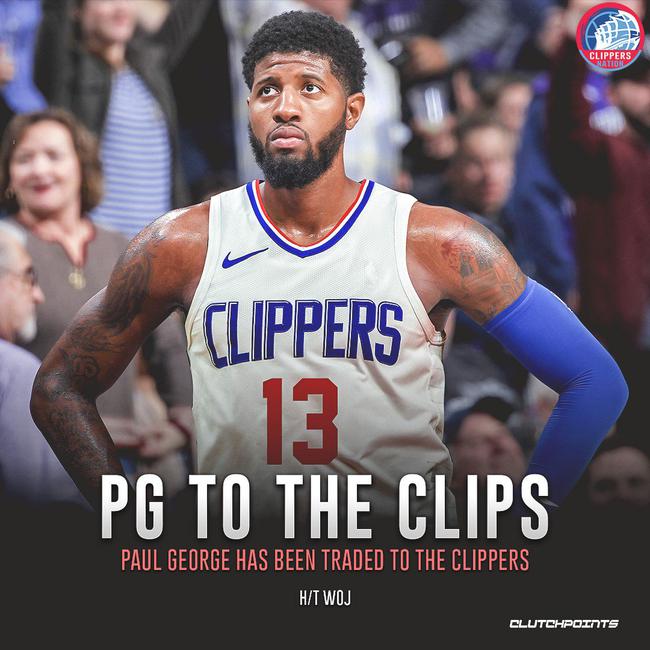 CLIPPERS
NATION
CLIPPERS
13
PG TO THE CLIPS
PAUL GEORGE HAS BEEN TRADED TO THE CLIPPERS
H/T WOJ
CLUTCHPOINTS